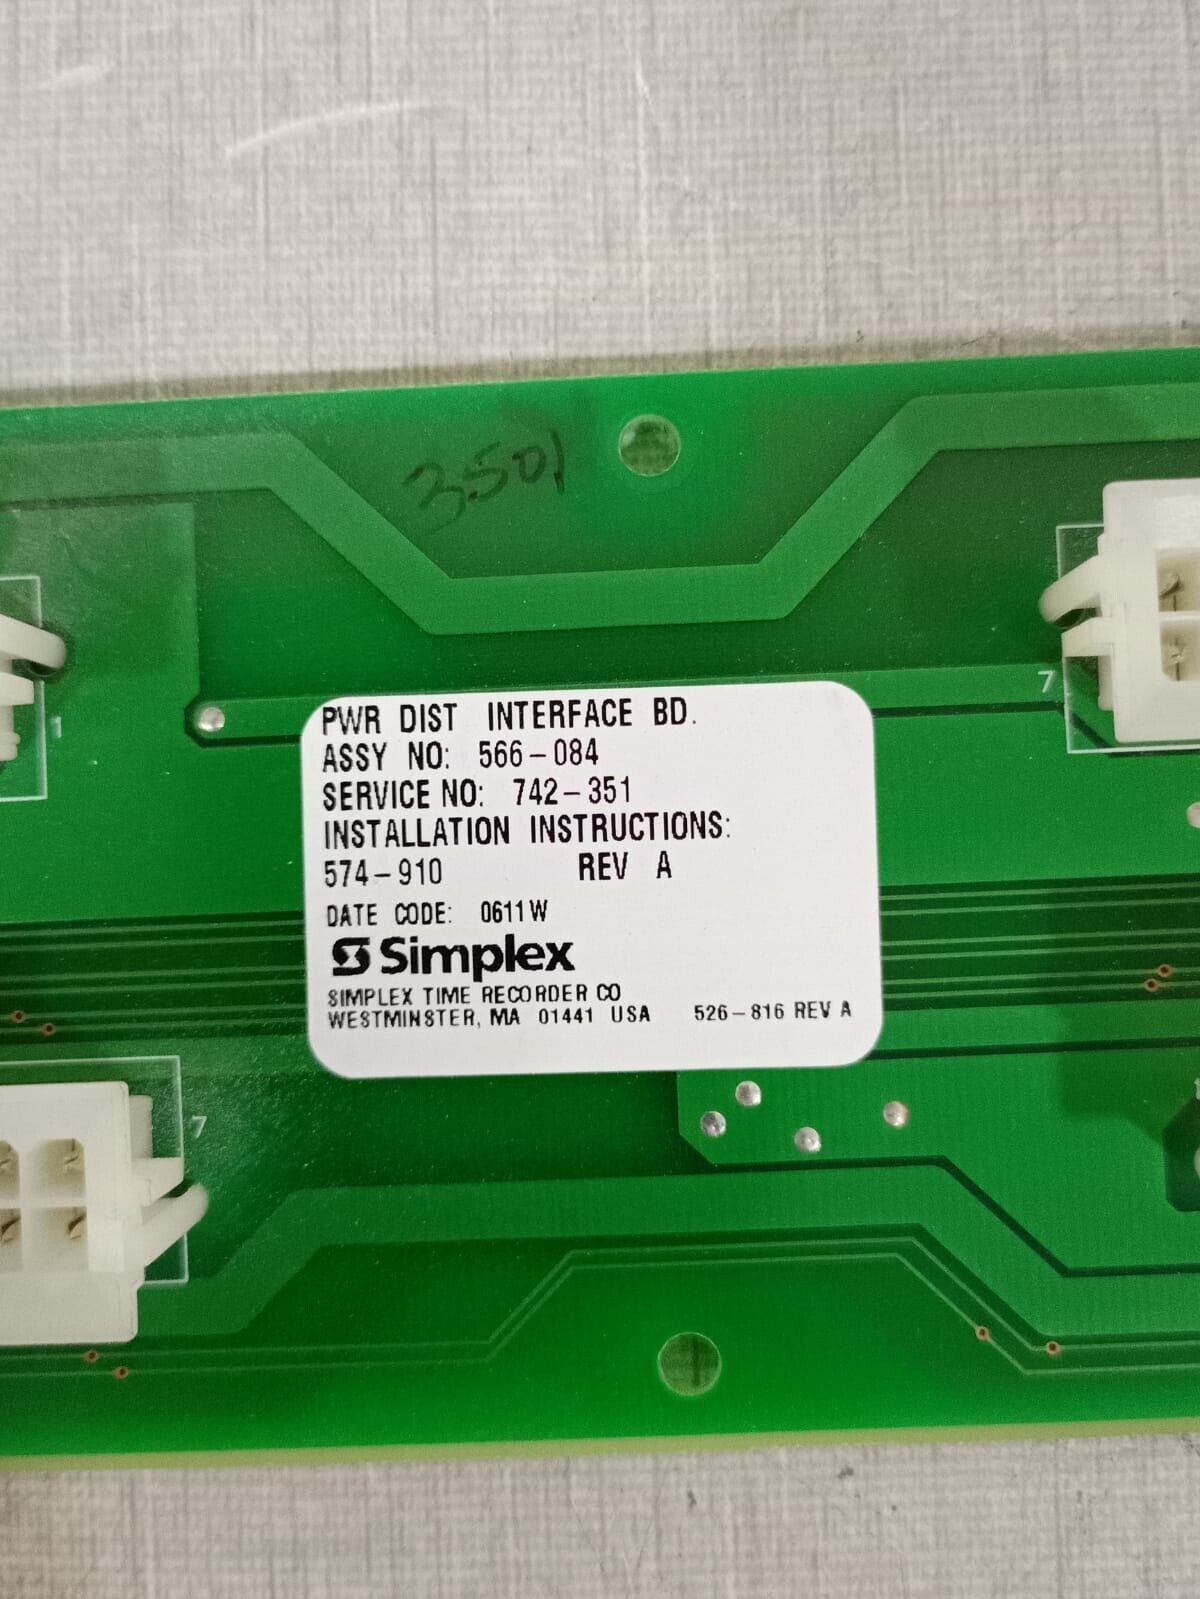 3501
7
1
PWR DIST INTERFACE BD.
ASSY NO: 566-084
SERVICE NO: 742-351
INSTALLATION INSTRUCTIONS:
574-910 REV A
DATE CODE: 0611W
Simplex
SIMPLEX TIME RECORDER CO
WESTMINSTER, MA 01441 USA 526-816 REV A
7